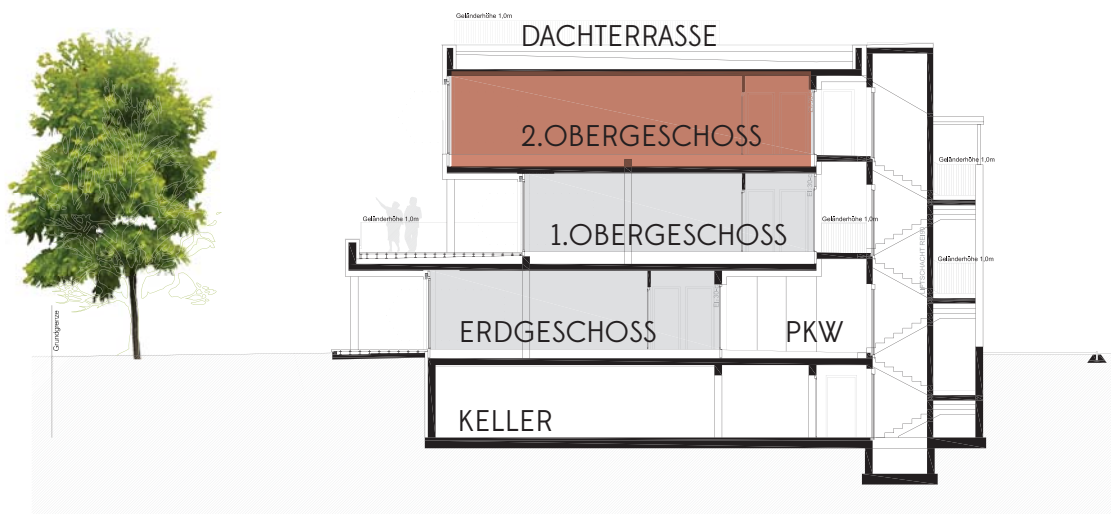 Geländerhöhe 1,0m
DACHTERRASSE
2.OBERGESCHOSS
Geländerhöhe 1,0m
Geländerhöhe 1,0m
Geländerhöhe 1,0m
1.OBERGESCHOSS
Geländerhöhe 1,0m
Grundgrenze
ERDGESCHOSS
PKW
KELLER